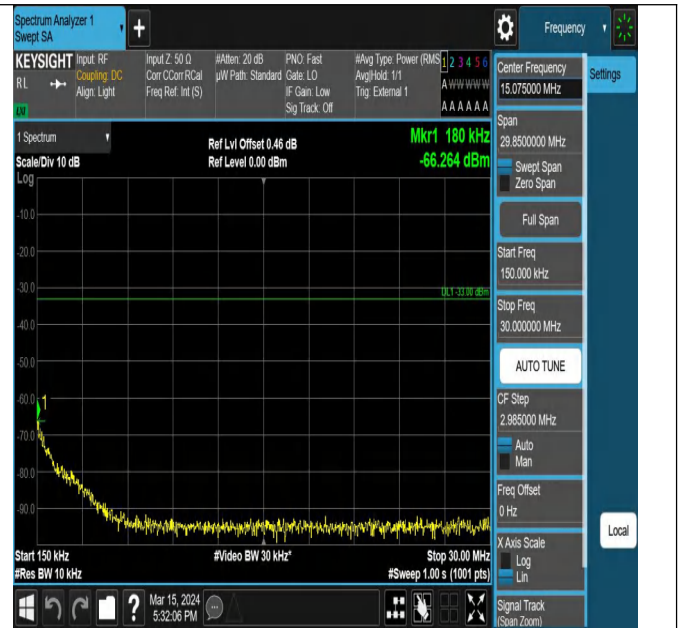 Spectrum Analyzer 1
Swept SA
Frequency
KEYSIGHT
RL
LXI
Input: RF
Coupling: DC
Align: Light
Input Z: 50 Ω
Corr CCorr RCal
Freq Ref: Int (S)
#Atten: 20 dB
µW Path: Standard
PNO: Fast
Gate: LO
IF Gain: Low
Sig Track: Off
#Avg Type: Power (RMS
Avg|Hold: 1/1
Trig: External 1
1 2 3 4 5 6
A W W W W W
A A A A A A
1 Spectrum
Scale/Div 10 dB
Ref Lvl Offset 0.46 dB
Ref Level 0.00 dBm
Mkr1 180 kHz
-66.264 dBm
Log
-10.0
-20.0
-30.0
DL1 -33.00 dBm
-40.0
-50.0
-60.0
1
-70.0
-80.0
-90.0
Start 150 kHz
#Video BW 30 kHz*
Stop 30.00 MHz
#Res BW 10 kHz
#Sweep 1.00 s (1001 pts)
Mar 15, 2024
5:32:06 PM
Center Frequency
15.075000 MHz
Settings
Span
29.8500000 MHz
Swept Span
Zero Span
Full Span
Start Freq
150.000 kHz
Stop Freq
30.000000 MHz
AUTO TUNE
CF Step
2.985000 MHz
Auto
Man
Freq Offset
0 Hz
Local
X Axis Scale
Log
Lin
Signal Track
(Span Zoom)